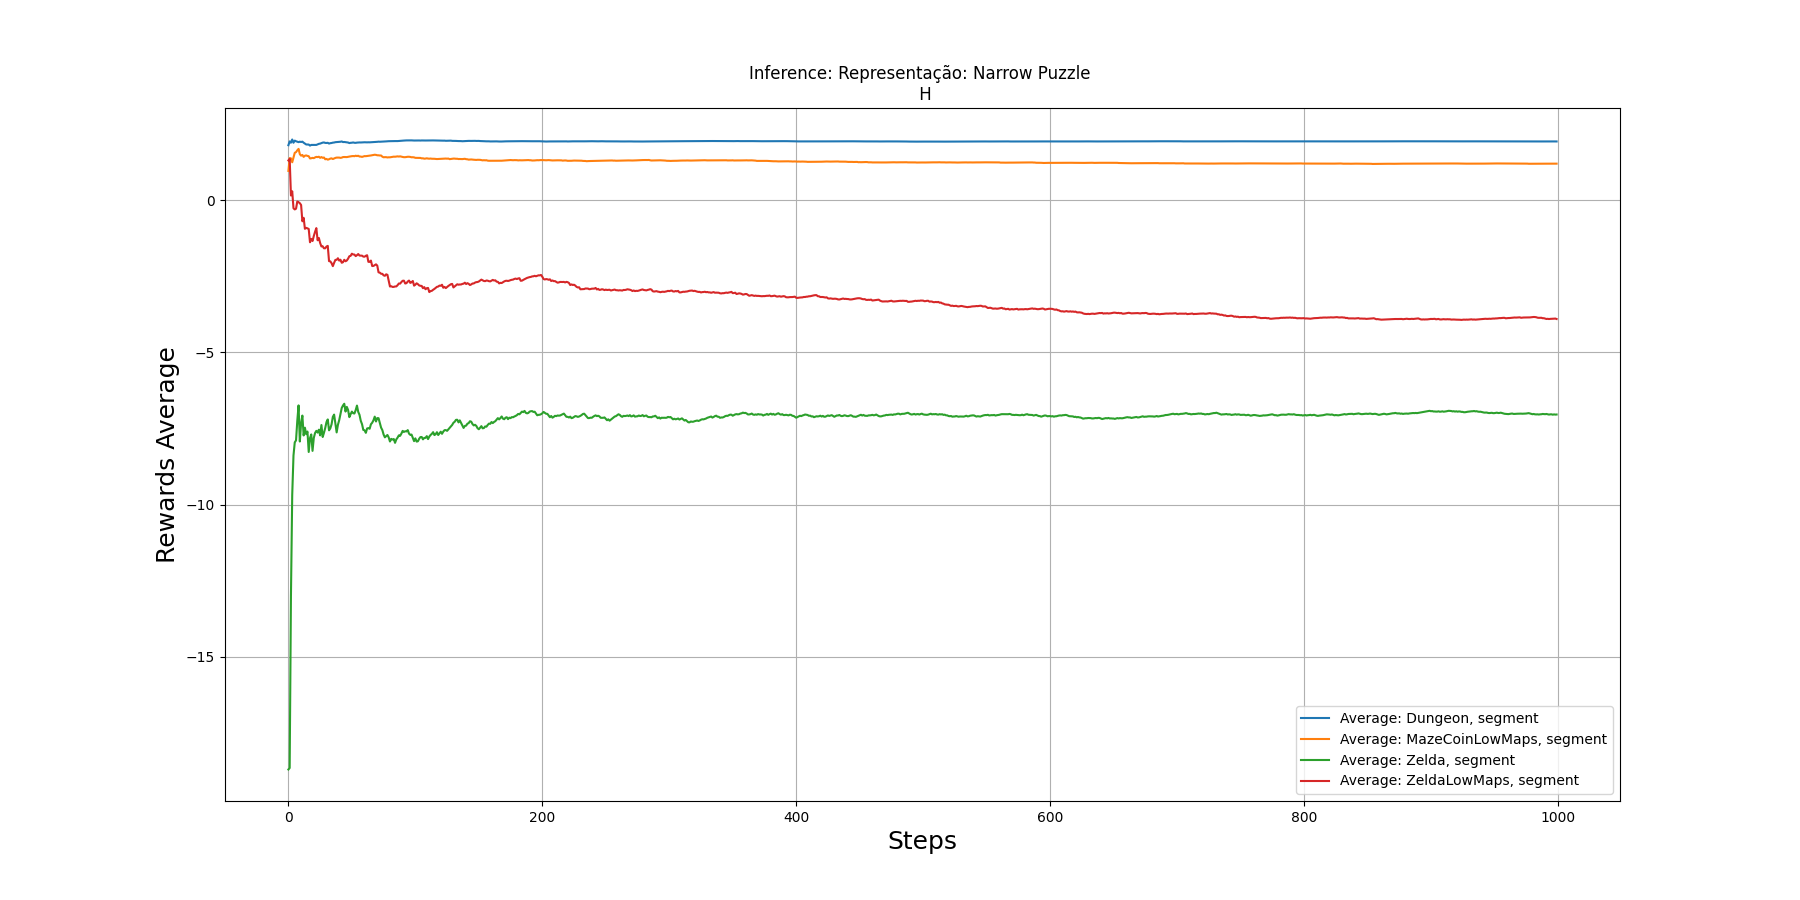 Inference: Representação: Narrow Puzzle
H
Rewards Average
0
−5
−10
−15
0
200
400
600
800
1000
Steps
Average: Dungeon, segment
Average: MazeCoinLowMaps, segment
Average: Zelda, segment
Average: ZeldaLowMaps, segment